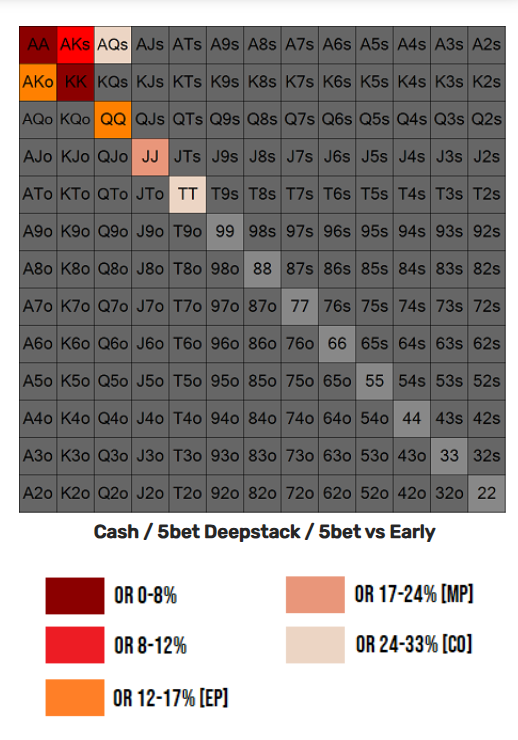 AA AKs AQs AJs ATs A9s A8s A7s A6s A5s A4s A3s A2s
AKo KK KQs KJs KTs K9s K8s K7s K6s K5s K4s K3s K2s
AQo KQo QQ QJs QTs Q9s Q8s Q7s Q6s Q5s Q4s Q3s Q2s
AJo KJo QJo JJ JTs J9s J8s J7s J6s J5s J4s J3s J2s
ATo KTo QTo JTo TT T9s T8s T7s T6s T5s T4s T3s T2s
A9o K9o Q9o J9o T9o 99 98s 97s 96s 95s 94s 93s 92s
A8o K8o Q8o J8o T8o 98o 88 87s 86s 85s 84s 83s 82s
A7o K7o Q7o J7o T7o 97o 87o 77 76s 75s 74s 73s 72s
A6o K6o Q6o J6o T6o 96o 86o 76o 66 65s 64s 63s 62s
A5o K5o Q5o J5o T5o 95o 85o 75o 65o 55 54s 53s 52s
A4o K4o Q4o J4o T4o 94o 84o 74o 64o 54o 44 43s 42s
A3o K3o Q3o J3o T3o 93o 83o 73o 63o 53o 43o 33 32s
A2o K2o Q2o J2o T2o 92o 82o 72o 62o 52o 42o 32o 22
Cash / 5bet Deepstack / 5bet vs Early
OR 0-8%
OR 8-12%
OR 12-17% [EP]
OR 17-24% [MP]
OR 24-33% [CO]